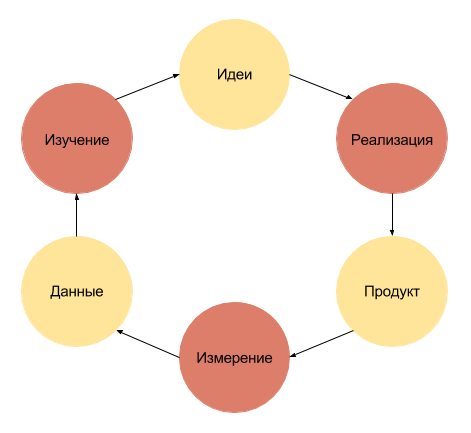 Идеи
Реализация
Продукт
Измерение
Данные
Изучение